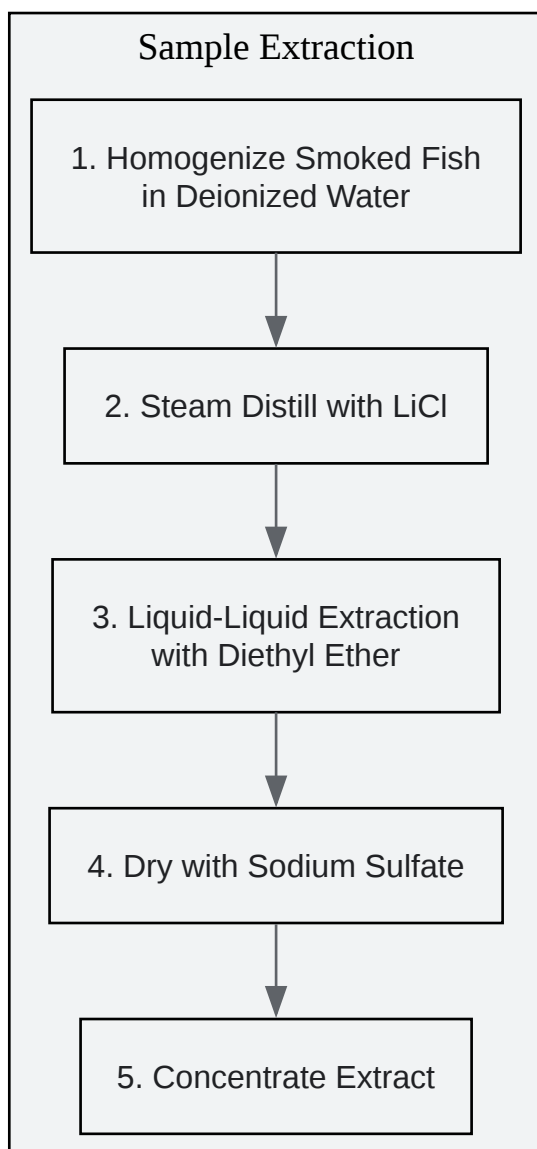 Sample Extraction
1. Homogenize Smoked Fish
in Deionized Water
2. Steam Distill with LiCl
3. Liquid-Liquid Extraction
with Diethyl Ether
4. Dry with Sodium Sulfate
5. Concentrate Extract